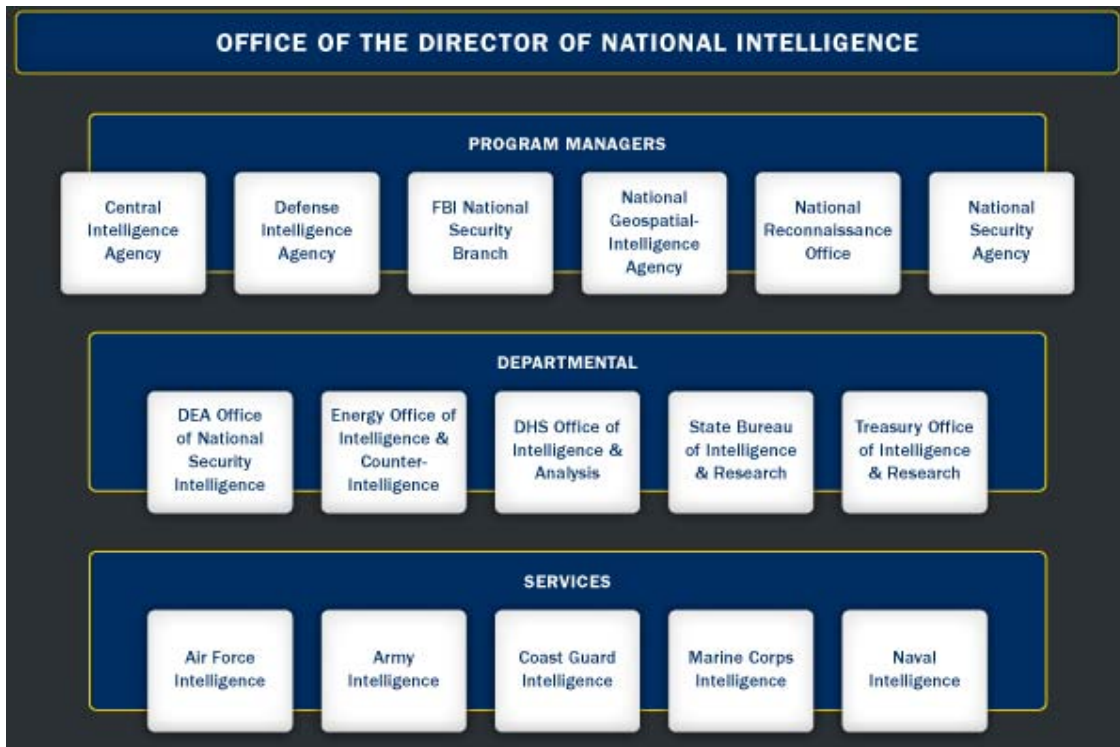 OFFICE OF THE DIRECTOR OF NATIONAL INTELLIGENCE
PROGRAM MANAGERS
Central
Intelligence
Agency
Defense
Intelligence
Agency
FBI National
Security
Branch
National
Geospatial-
Intelligence
Agency
National
Reconnaissance
Office
National
Security
Agency
DEPARTMENTAL
DEA Office
of National
Security
Intelligence
Energy Office of
Intelligence &
Counter-
Intelligence
DHS Office of
Intelligence &
Analysis
State Bureau
of Intelligence
& Research
Treasury Office
of Intelligence
& Research
SERVICES
Air Force
Intelligence
Army
Intelligence
Coast Guard
Intelligence
Marine Corps
Intelligence
Naval
Intelligence